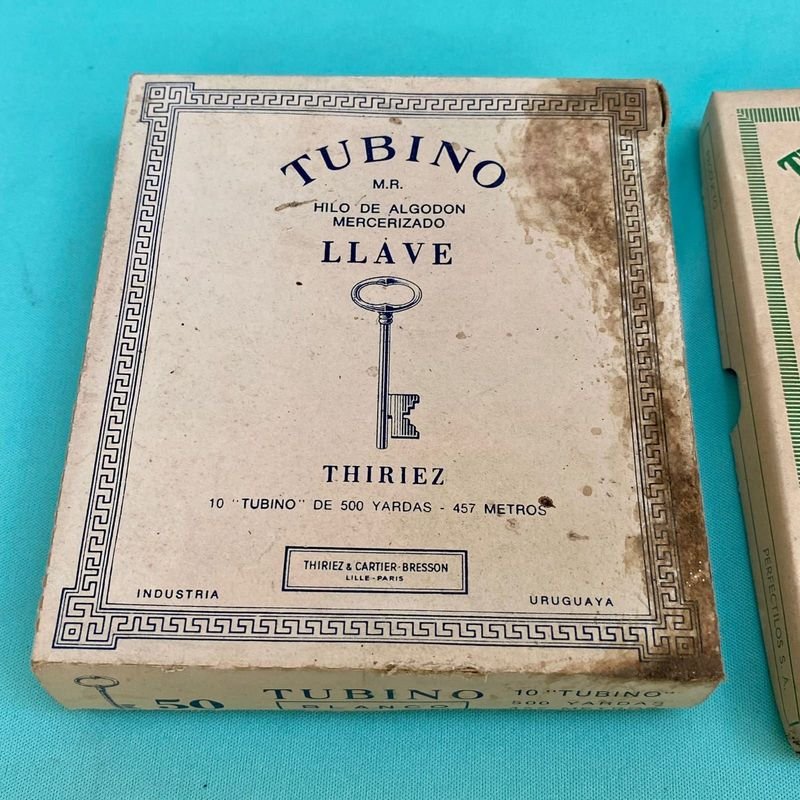 TUBINO
M.R.
HILO DE ALGODON
MERCERIZADO
LLAVE
THIRIEZ
10 "TUBINO" DE 500 YARDAS - 457 METROS
THIRIEZ & CARTIER-BRESSON
LILLE-PARIS
INDUSTRIA URUGUAYA
50 TUBINO 10 "TUBINO"
BLANCO 500 YARDAS
PERFECTILOS S. A.